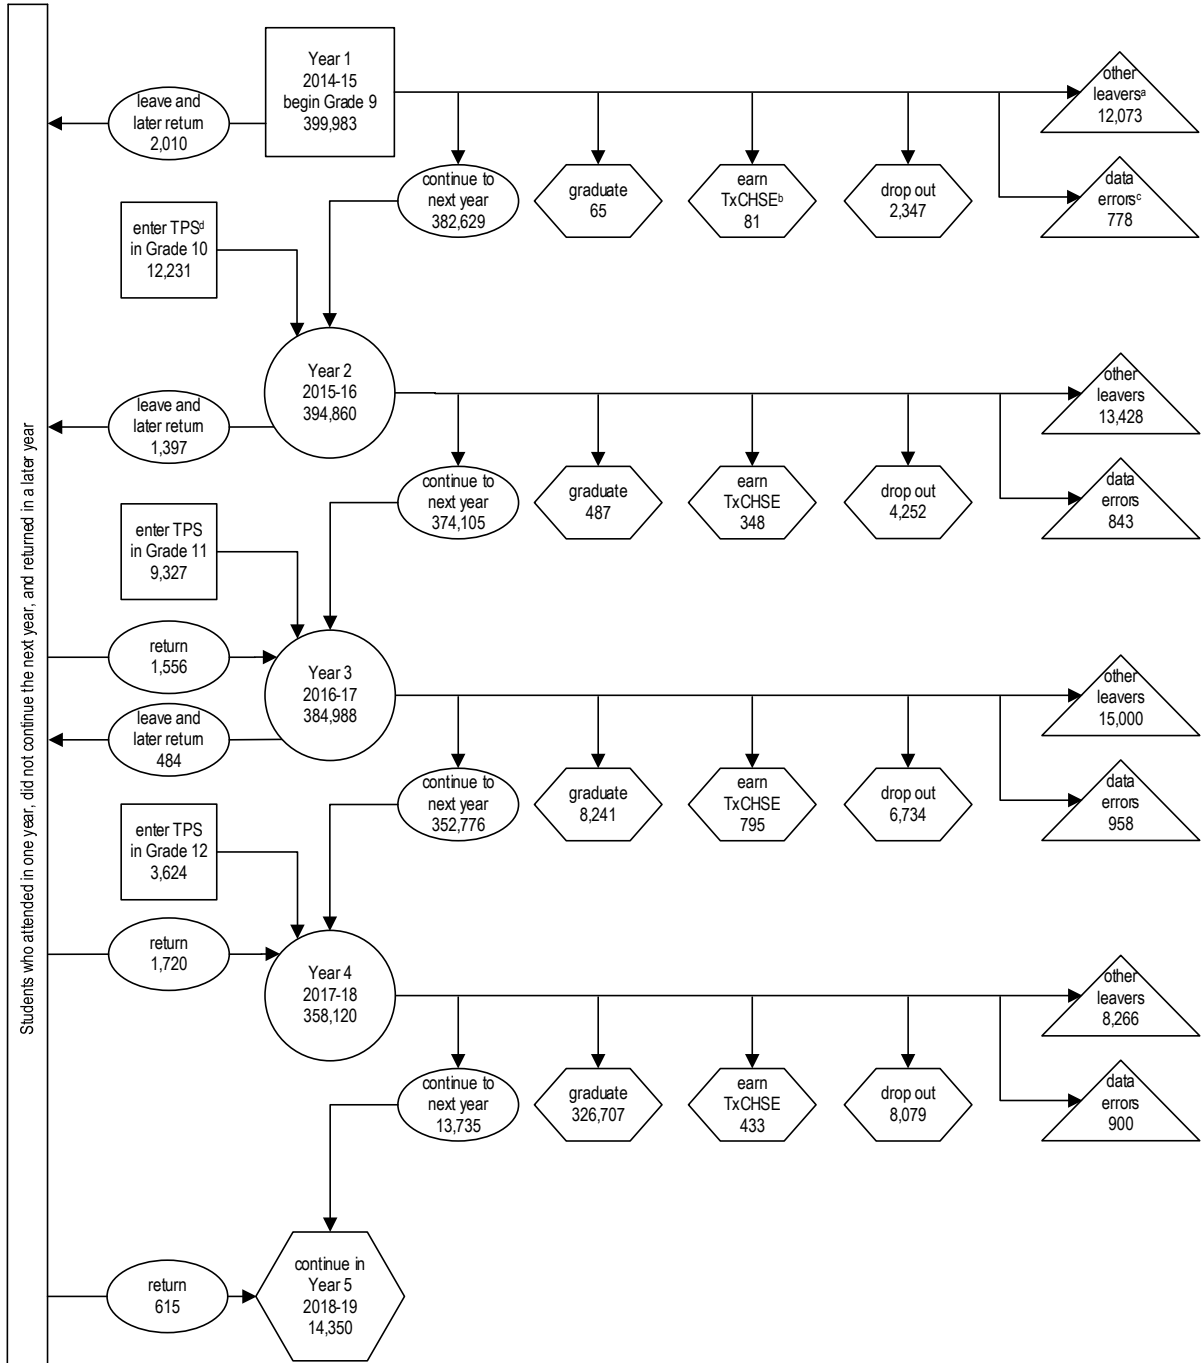 Students who attended in one year, did not continue the next year, and returned in a later year
Year 1
2014-15
begin Grade 9
399,983
leave and
later return
2,010
other
leaversᵃ
12,073
continue to
next year
382,629
graduate
65
earn
TxCHSEᵇ
81
drop out
2,347
data
errorsᶜ
778
enter TPSᵈ
in Grade 10
12,231
Year 2
2015-16
394,860
leave and
later return
1,397
other
leavers
13,428
continue to
next year
374,105
graduate
487
earn
TxCHSE
348
drop out
4,252
data
errors
843
enter TPS
in Grade 11
9,327
return
1,556
Year 3
2016-17
384,988
leave and
later return
484
other
leavers
15,000
continue to
next year
352,776
graduate
8,241
earn
TxCHSE
795
drop out
6,734
data
errors
958
enter TPS
in Grade 12
3,624
return
1,720
Year 4
2017-18
358,120
other
leavers
8,266
continue to
next year
13,735
graduate
326,707
earn
TxCHSE
433
drop out
8,079
data
errors
900
return
615
continue in
Year 5
2018-19
14,350